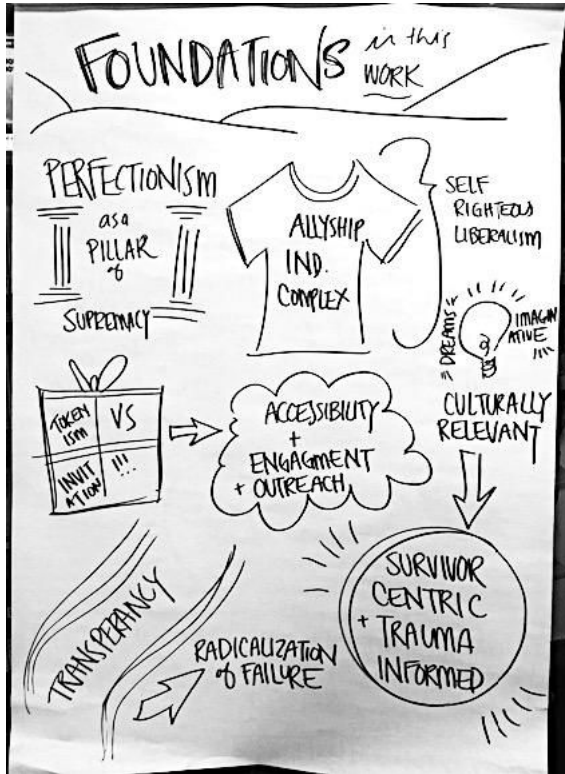 FOUNDATIONS in this
WORK
PERFECTIONISM
as a
PILLAR
of
SUPREMACY
ALLYSHIP
IND.
COMPLEX
SELF
RIGHTEOUS
LIBERALISM
DREAMS
IMAGIN
ATIVE
CULTURALLY
RELEVANT
TOKEN
ISM
VS
INVIT
ATION
!!!
ACCESSIBILITY
+
ENGAGMENT
+ OUTREACH
SURVIVOR
CENTRIC
+ TRAUMA
INFORMED
TRANSPERANCY
RADICALIZATION
of FAILURE